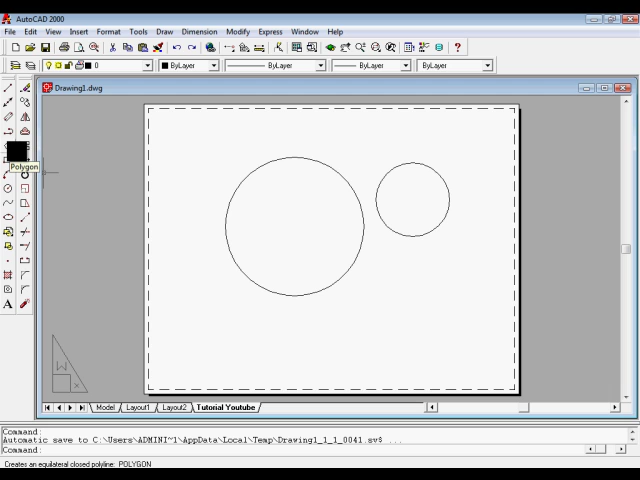 AutoCAD 2000
File Edit View Insert Format Tools Draw Dimension Modify Express Window Help
0 ByLayer ByLayer ByLayer ByLayer
Drawing1.dwg
Polygon
A
W
X
Model Layout1 Layout2 Tutorial Youtube
Command:
Automatic save to C:\Users\ADMINI~1\AppData\Local\Temp\Drawing1_1_1_0041.sv$ ...
Command:
Creates an equilateral closed polyline: POLYGON